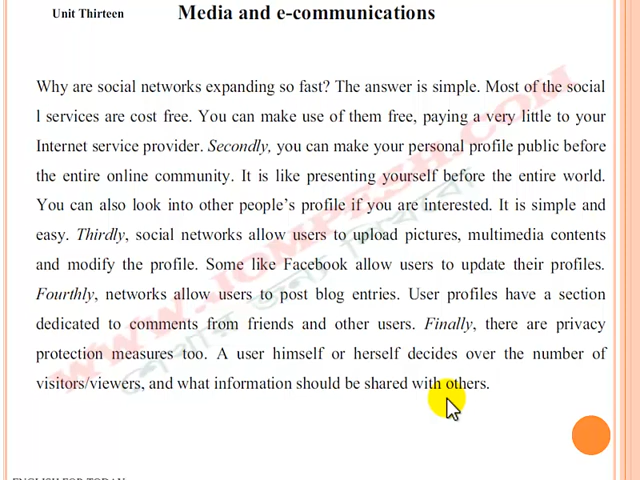 Unit Thirteen
Media and e-communications
Why are social networks expanding so fast? The answer is simple. Most of the social
l services are cost free. You can make use of them free, paying a very little to your
Internet service provider. Secondly, you can make your personal profile public before
the entire online community. It is like presenting yourself before the entire world.
You can also look into other people's profile if you are interested. It is simple and
easy. Thirdly, social networks allow users to upload pictures, multimedia contents
and modify the profile. Some like Facebook allow users to update their profiles.
Fourthly, networks allow users to post blog entries. User profiles have a section
dedicated to comments from friends and other users. Finally, there are privacy
protection measures too. A user himself or herself decides over the number of
visitors/viewers, and what information should be shared with others.
WWW.JOMPESH.COM
ENGLISH FOR TODAY